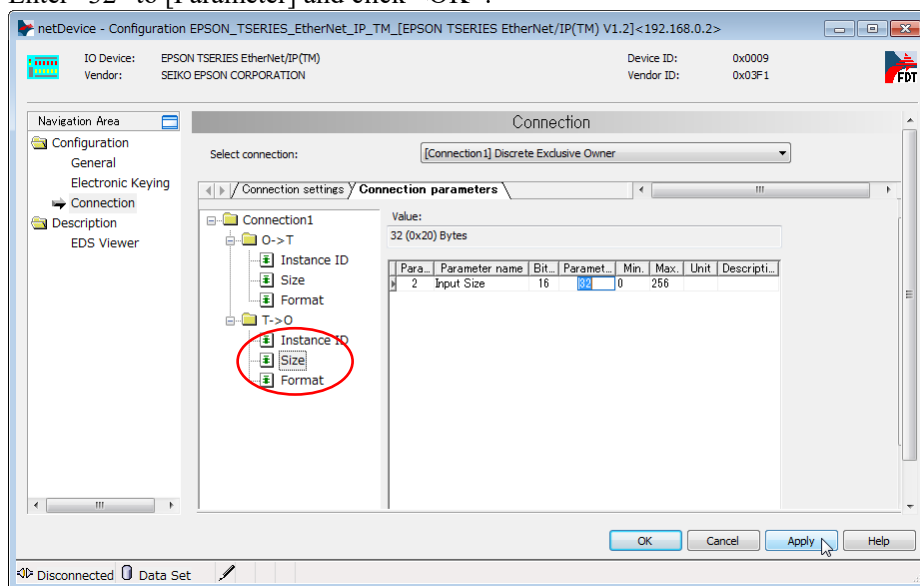 Enter "32" to [Parameter] and click "OK".
netDevice - Configuration EPSON_TSERIES_EtherNet_IP_TM_[EPSON TSERIES EtherNet/IP(TM) V1.2]<192.168.0.2>
IO Device: EPSON TSERIES EtherNet/IP(TM) Device ID: 0x0009
Vendor: SEIKO EPSON CORPORATION Vendor ID: 0x03F1
FDT
Navigation Area
Configuration
General
Electronic Keying
Connection
Description
EDS Viewer
Connection
Select connection: [Connection1] Discrete Exclusive Owner
Connection settings Connection parameters
Connection1
O->T
Instance ID
Size
Format
T->O
Instance ID
Size
Format
Value:
32 (0x20) Bytes
Para... Parameter name Bit... Paramet... Min. Max. Unit Descripti...
2 Input Size 16 32 0 256
OK Cancel Apply Help
Disconnected Data Set